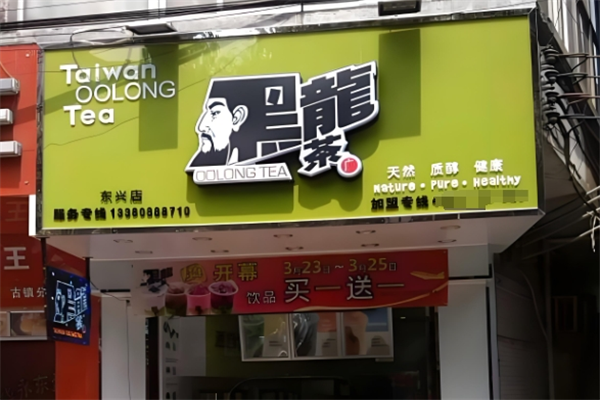 Taiwan
OOLONG
Tea
黑龍茶
OOLONG TEA
天然 质醇 健康
Nature·Pure·Healthy
东兴店
服务专线 13380888710
加盟专线
开幕 3月23日~3月25日
饮品 买一送一
王
古镇分